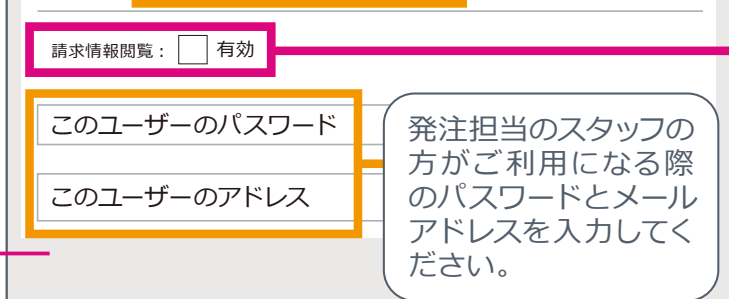 請求情報閲覧： 有効
このユーザーのパスワード
このユーザーのアドレス
発注担当のスタッフの
方がご利用になる際
のパスワードとメール
アドレスを入力してく
ださい。